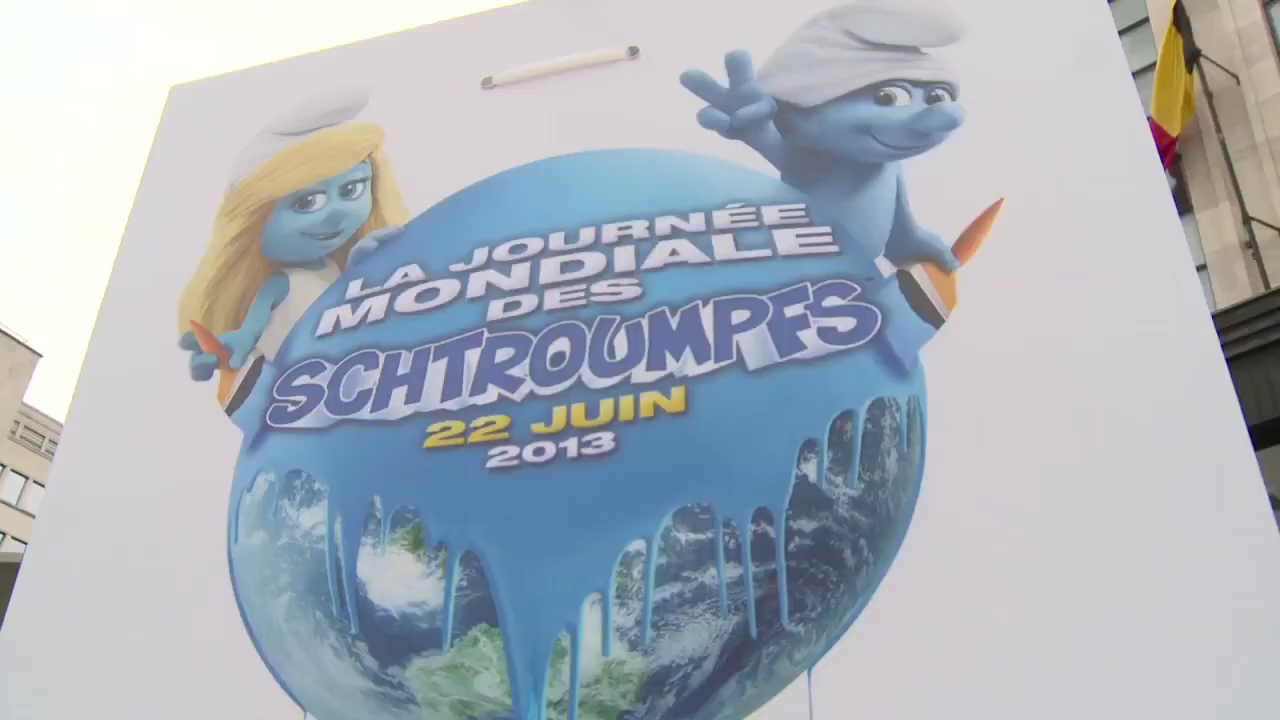 LA JOURNÉE
MONDIALE
DES
SCHTROUMPFS
22 JUIN
2013